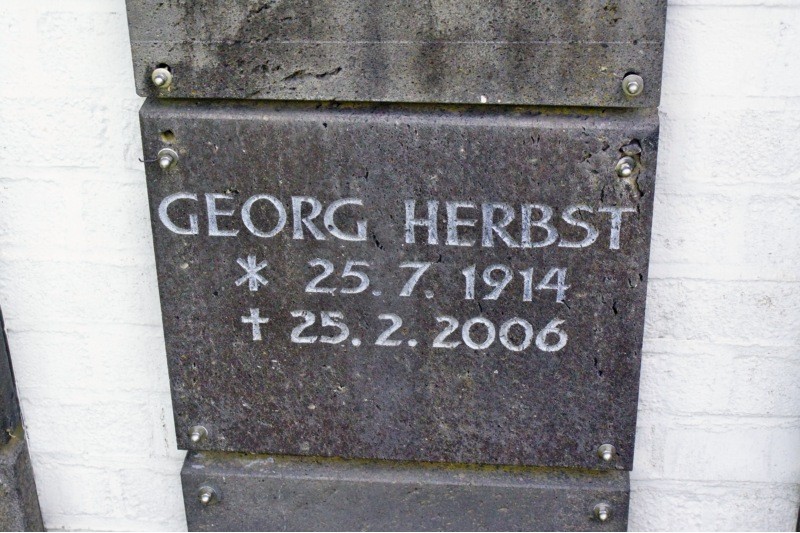 GEORG HERBST
* 25. 7. 1914
† 25. 2. 2006